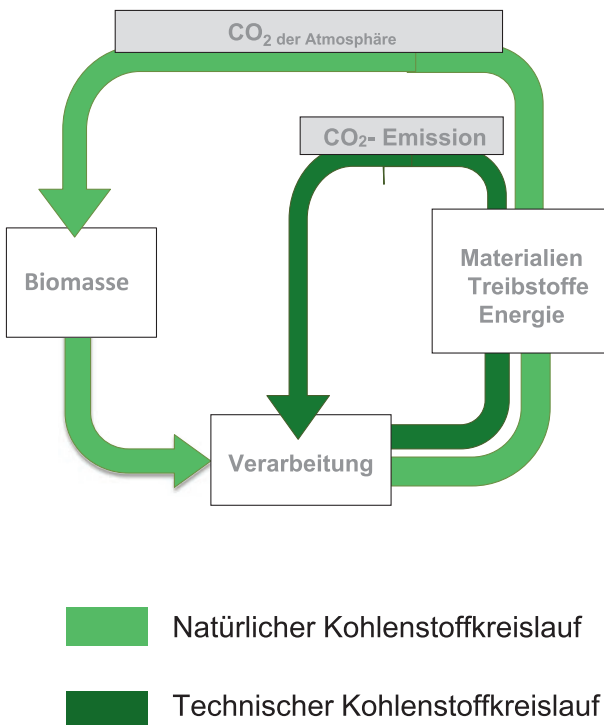 CO₂ der Atmosphäre
CO₂- Emission
Biomasse
Materialien
Treibstoffe
Energie
Verarbeitung
Natürlicher Kohlenstoffkreislauf
Technischer Kohlenstoffkreislauf